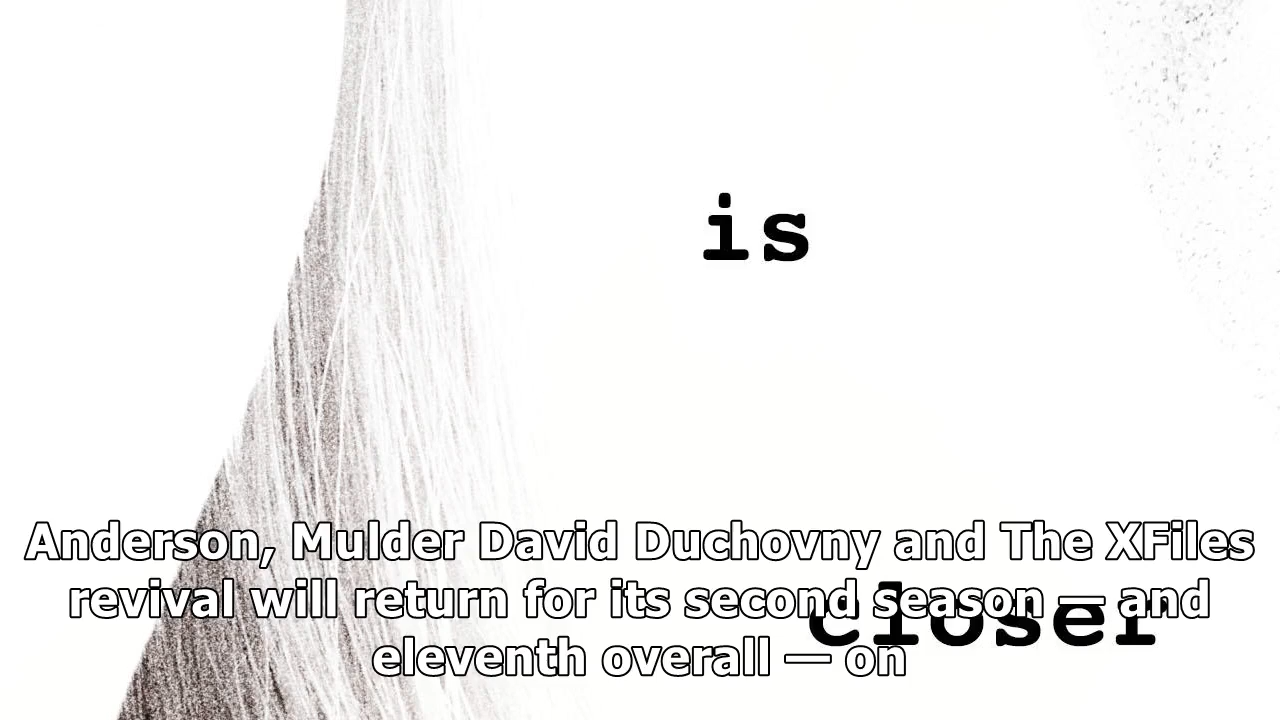 is
closer
Anderson, Mulder David Duchovny and The XFiles
revival will return for its second season — and
eleventh overall — on